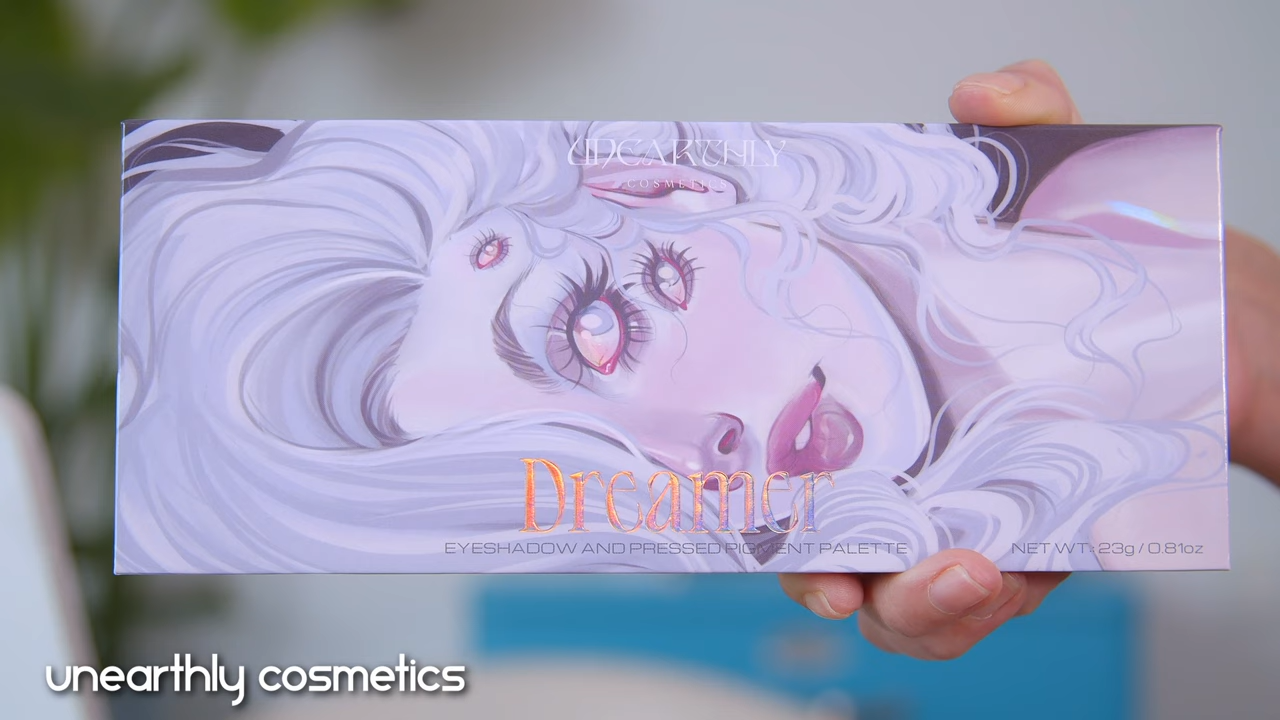 UNEARTHLY
COSMETICS
Dreamer
EYESHADOW AND PRESSED PIGMENT PALETTE
NET WT: 23g / 0.81oz
unearthly cosmetics